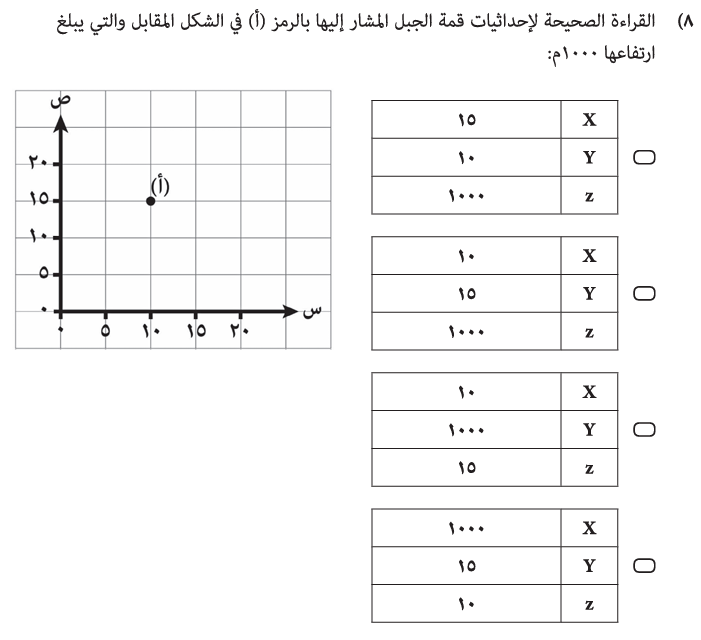 ٨) القراءة الصحيحة لإحداثيات قمة الجبل المشار إليها بالرمز (أ) في الشكل المقابل والتي يبلغ
ارتفاعها ١٠٠٠م:
X ١٥
Y ١٠
z ١٠٠٠
X ١٠
Y ١٥
z ١٠٠٠
X ١٠
Y ١٠٠٠
z ١٥
X ١٠٠٠
Y ١٥
z ١٠
ص
٢٠
١٥
(أ)
١٠
٥
٠
س
٠ ٥ ١٠ ١٥ ٢٠